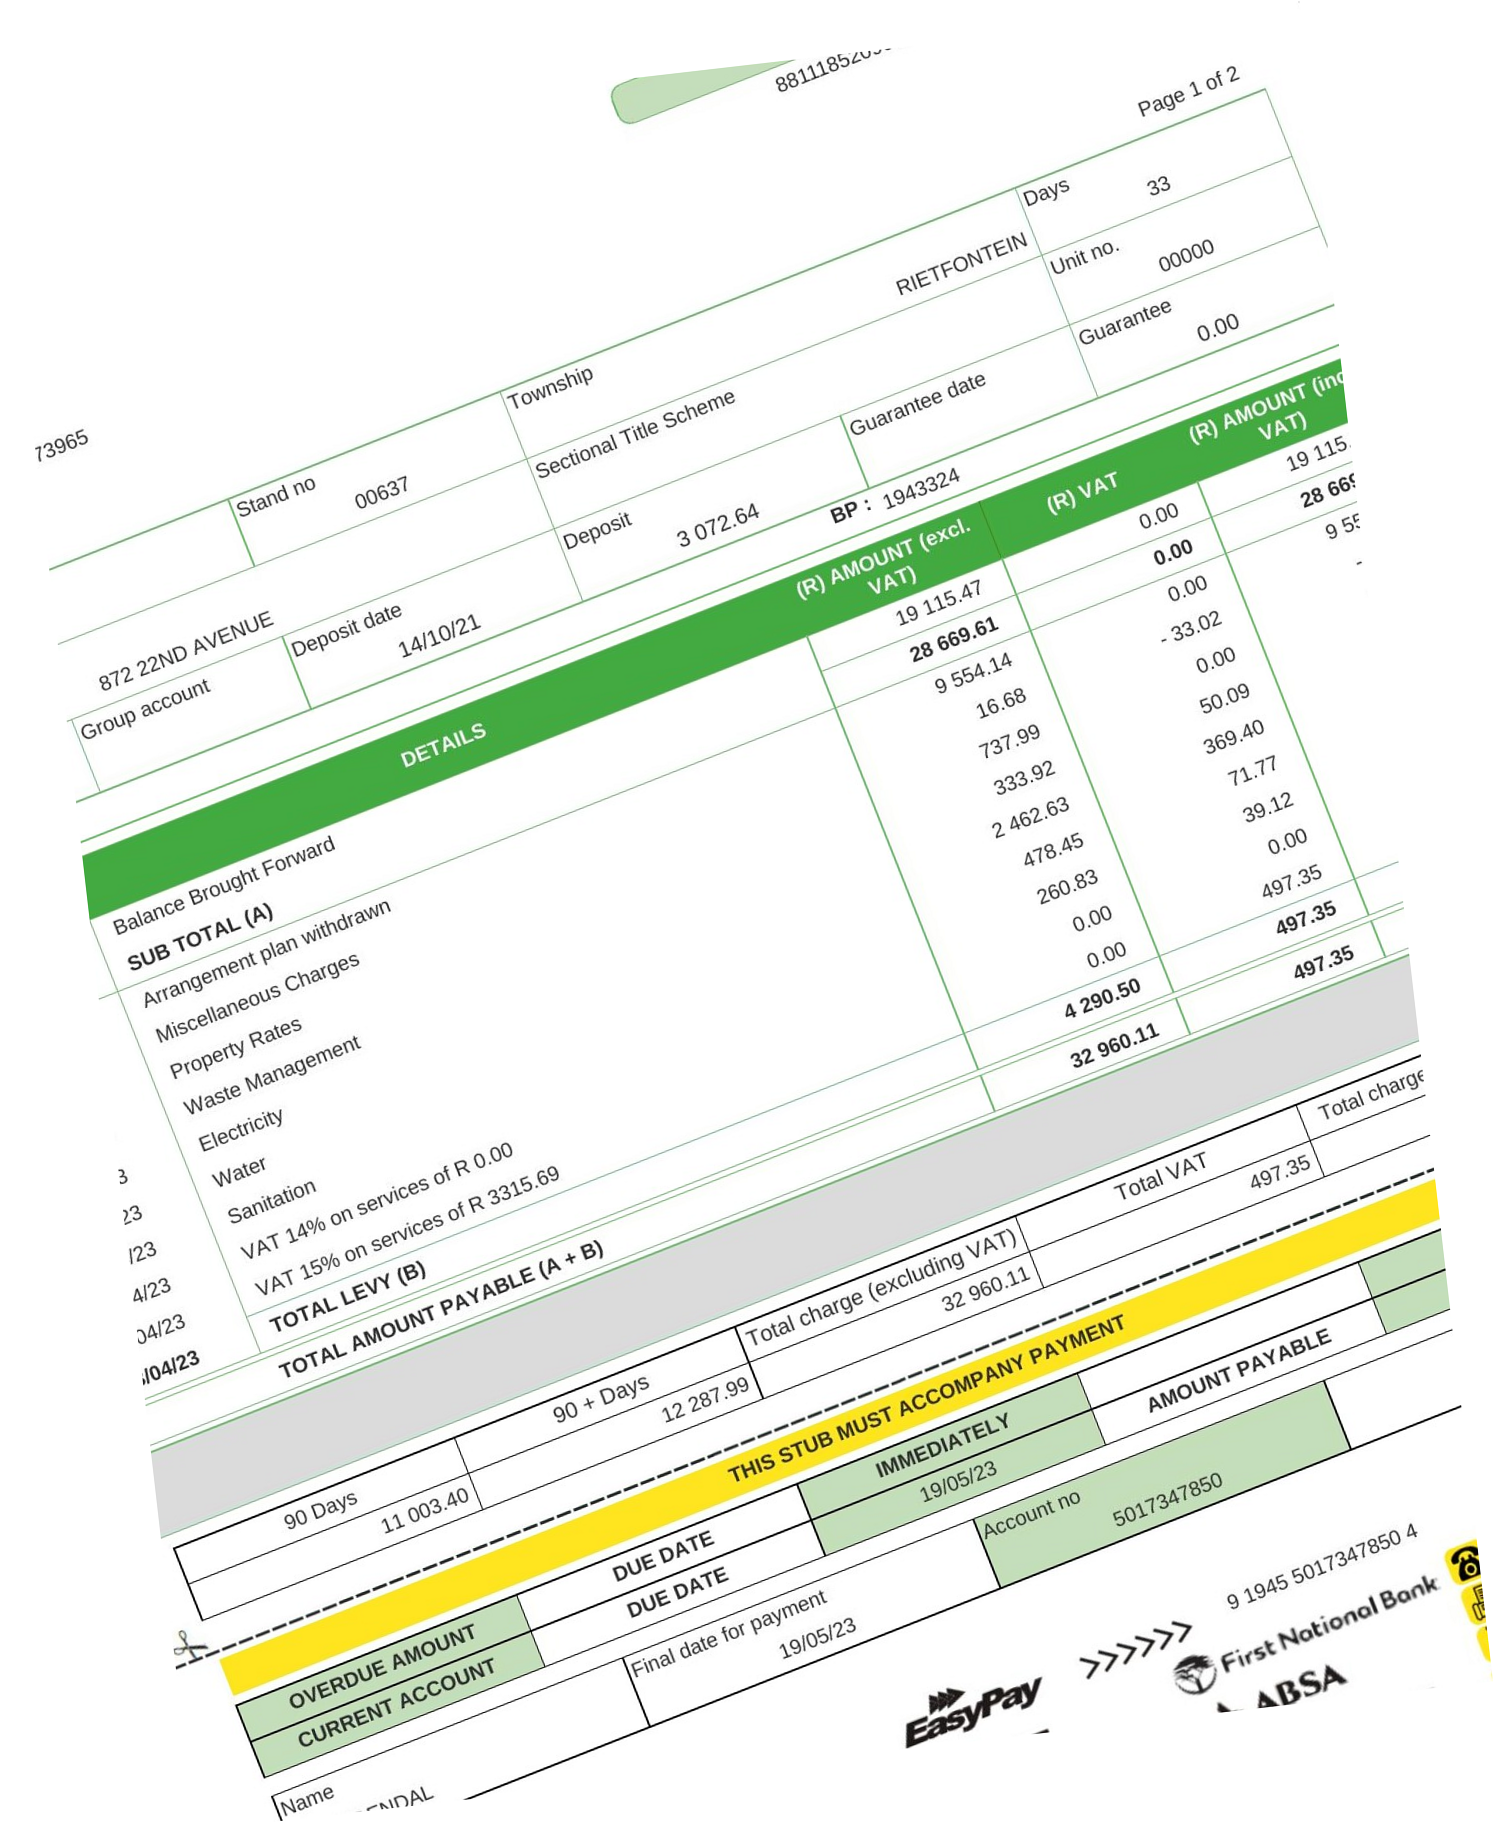 Page 1 of 2
73965
Stand no 00637
Township RIETFONTEIN
Days 33
872 22ND AVENUE
Sectional Title Scheme
Unit no. 00000
Group account
Deposit date 14/10/21
Deposit 3 072.64
Guarantee date
Guarantee 0.00
BP : 1943324
DETAILS (R) AMOUNT (excl. VAT) (R) VAT (R) AMOUNT (inc VAT)
Balance Brought Forward 19 115.47 0.00 19 115.
SUB TOTAL (A) 28 669.61 0.00 28 669
Arrangement plan withdrawn 9 554.14 0.00 9 55
Miscellaneous Charges 16.68 - 33.02 -
Property Rates 737.99 0.00
Waste Management 333.92 50.09
Electricity 2 462.63 369.40
Water 478.45 71.77
Sanitation 260.83 39.12
VAT 14% on services of R 0.00 0.00 0.00
VAT 15% on services of R 3315.69 0.00 497.35
TOTAL LEVY (B) 4 290.50 497.35
TOTAL AMOUNT PAYABLE (A + B) 32 960.11 497.35
3
23
/23
4/23
04/23
/04/23
90 Days 90 + Days Total charge (excluding VAT) Total VAT Total charge
11 003.40 12 287.99 32 960.11 497.35
THIS STUB MUST ACCOMPANY PAYMENT
OVERDUE AMOUNT DUE DATE IMMEDIATELY AMOUNT PAYABLE
CURRENT ACCOUNT DUE DATE 19/05/23
Name
Final date for payment 19/05/23
Account no 5017347850
ENDAL
EasyPay >>>>>> 9 1945 5017347850 4
First National Bank
ABSA